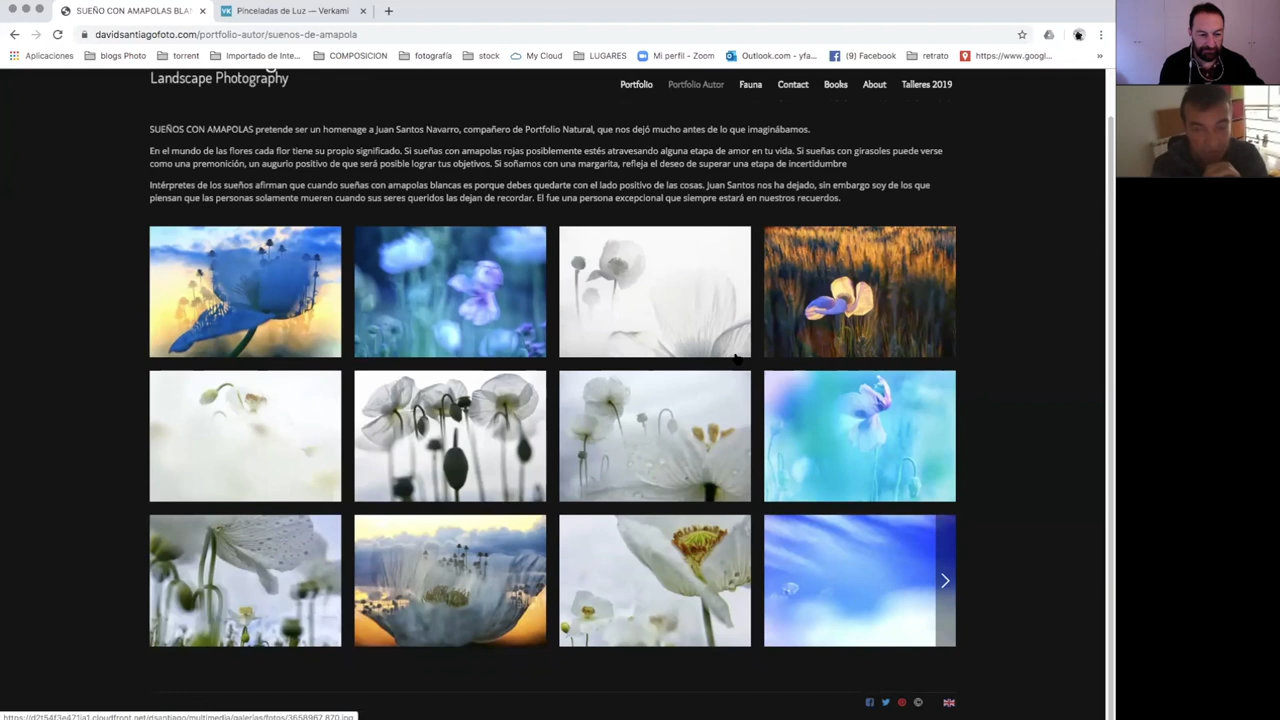 SUEÑO CON AMAPOLAS BLAN
Pinceladas de Luz — Verkami
davidsantiagofoto.com/portfolio-autor/suenos-de-amapola
Aplicaciones
blogs Photo
torrent
Importado de Inte...
COMPOSICION
fotografía
stock
My Cloud
LUGARES
Mi perfil - Zoom
Outlook.com - yfa...
(9) Facebook
retrato
https://www.googl...
Landscape Photography
Portfolio
Portfolio Autor
Fauna
Contact
Books
About
Talleres 2019
SUEÑOS CON AMAPOLAS pretende ser un homenage a Juan Santos Navarro, compañero de Portfolio Natural, que nos dejó mucho antes de lo que imaginábamos.
En el mundo de las flores cada flor tiene su propio significado. Si sueñas con amapolas rojas posiblemente estés atravesando alguna etapa de amor en tu vida. Si sueñas con girasoles puede verse
como una premonición, un augurio positivo de que será posible lograr tus objetivos. Si soñamos con una margarita, refleja el deseo de superar una etapa de incertidumbre
Intérpretes de los sueños afirman que cuando sueñas con amapolas blancas es porque debes quedarte con el lado positivo de las cosas. Juan Santos nos ha dejado, sin embargo soy de los que
piensan que las personas solamente mueren cuando sus seres queridos las dejan de recordar. El fue una persona excepcional que siempre estará en nuestros recuerdos.